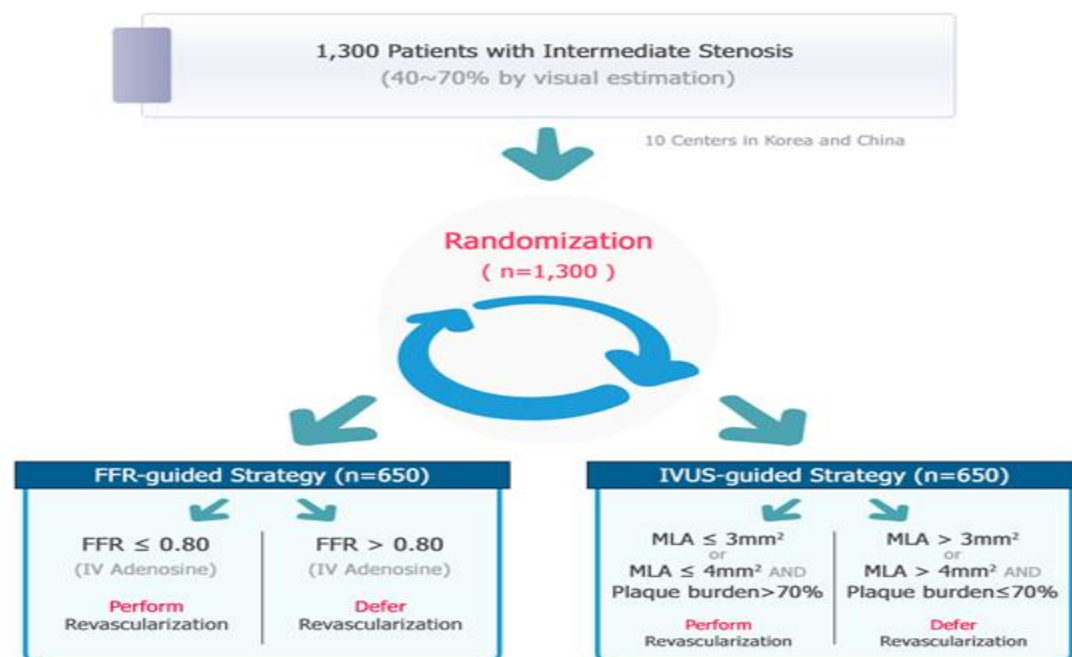 1,300 Patients with Intermediate Stenosis
(40~70% by visual estimation)
10 Centers in Korea and China
Randomization
( n=1,300 )
FFR-guided Strategy (n=650)
FFR ≤ 0.80
(IV Adenosine)
Perform
Revascularization
FFR > 0.80
(IV Adenosine)
Defer
Revascularization
IVUS-guided Strategy (n=650)
MLA ≤ 3mm²
or
MLA ≤ 4mm² AND
Plaque burden>70%
Perform
Revascularization
MLA > 3mm²
or
MLA > 4mm² AND
Plaque burden≤70%
Defer
Revascularization